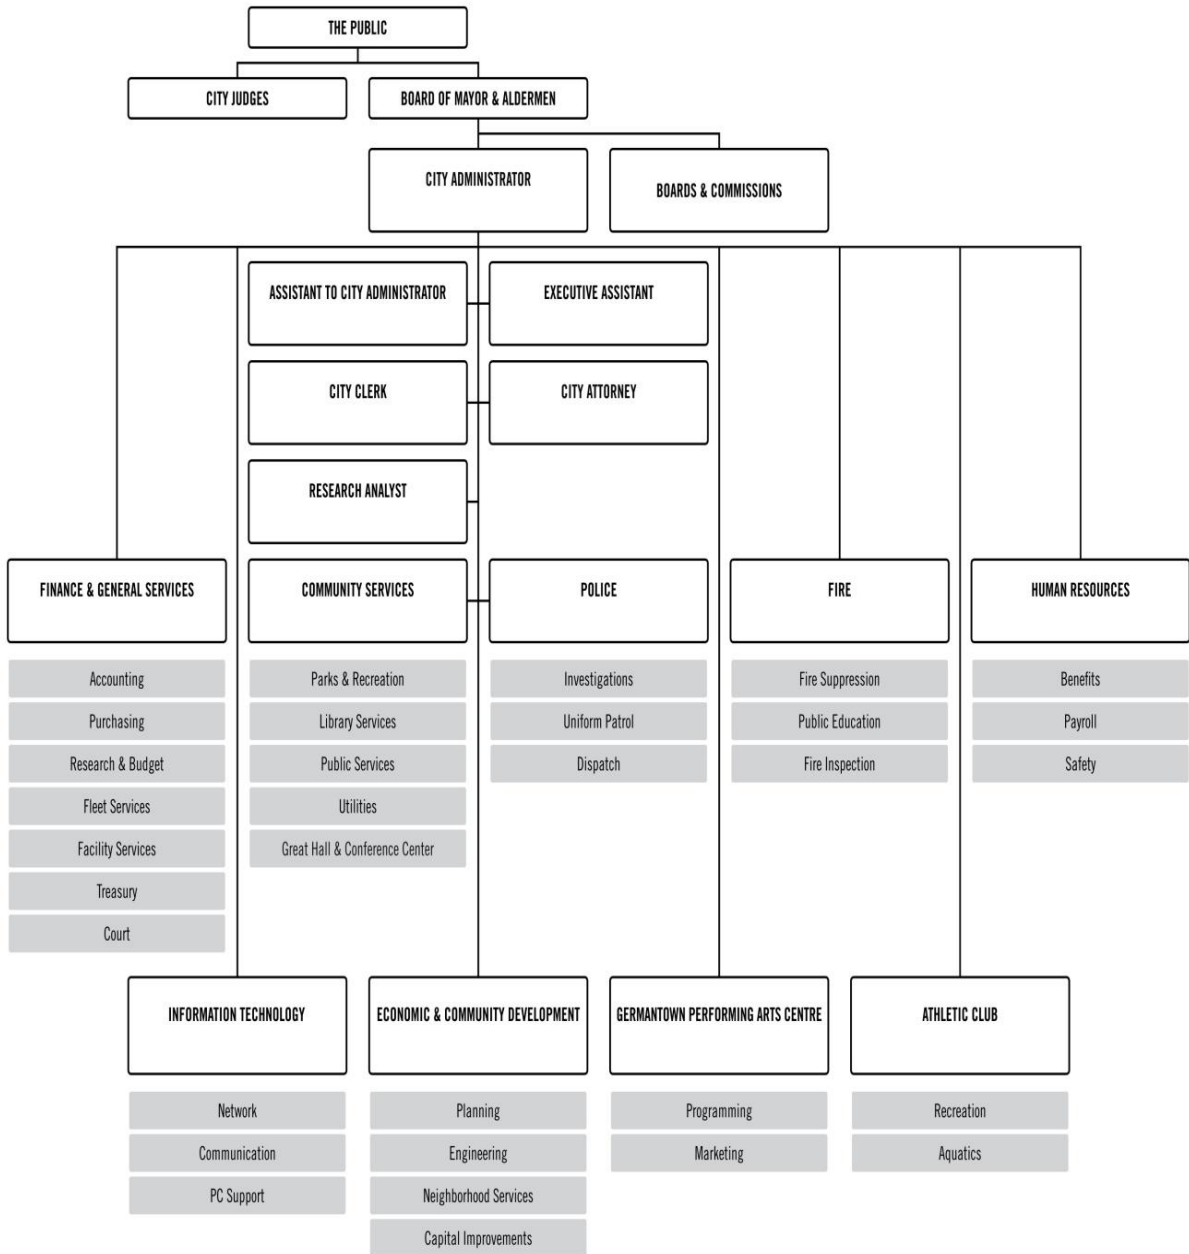 THE PUBLIC
CITY JUDGES
BOARD OF MAYOR & ALDERMEN
CITY ADMINISTRATOR
BOARDS & COMMISSIONS
ASSISTANT TO CITY ADMINISTRATOR
EXECUTIVE ASSISTANT
CITY CLERK
CITY ATTORNEY
RESEARCH ANALYST
FINANCE & GENERAL SERVICES
COMMUNITY SERVICES
POLICE
FIRE
HUMAN RESOURCES
Accounting
Purchasing
Research & Budget
Fleet Services
Facility Services
Treasury
Court
Parks & Recreation
Library Services
Public Services
Utilities
Great Hall & Conference Center
Investigations
Uniform Patrol
Dispatch
Fire Suppression
Public Education
Fire Inspection
Benefits
Payroll
Safety
INFORMATION TECHNOLOGY
ECONOMIC & COMMUNITY DEVELOPMENT
GERMANTOWN PERFORMING ARTS CENTRE
ATHLETIC CLUB
Network
Communication
PC Support
Planning
Engineering
Neighborhood Services
Capital Improvements
Programming
Marketing
Recreation
Aquatics